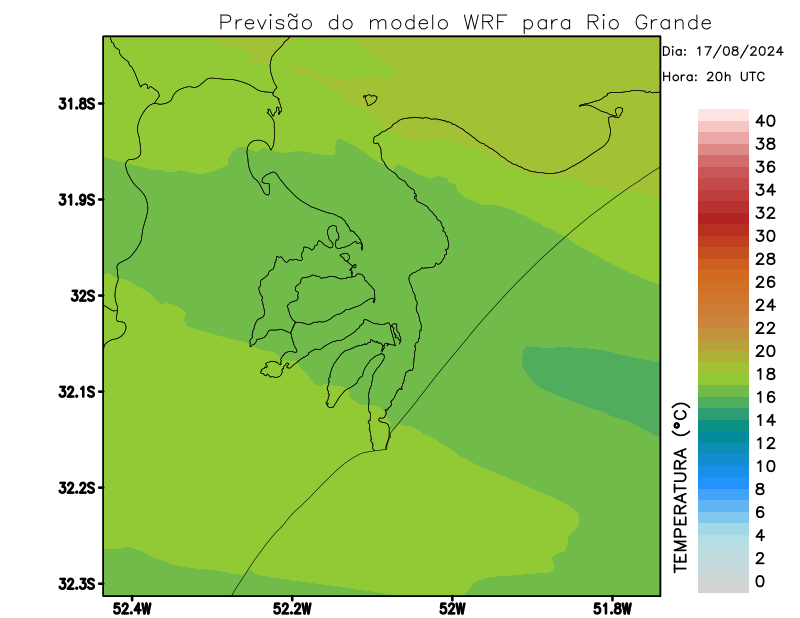 Previsão do modelo WRF para Rio Grande
Dia: 17/08/2024
Hora: 20h UTC
31.8S
31.9S
32S
32.1S
32.2S
32.3S
52.4W
52.2W
52W
51.8W
40
38
36
34
32
30
28
26
24
22
20
18
16
14
12
10
8
6
4
2
0
TEMPERATURA (°C)